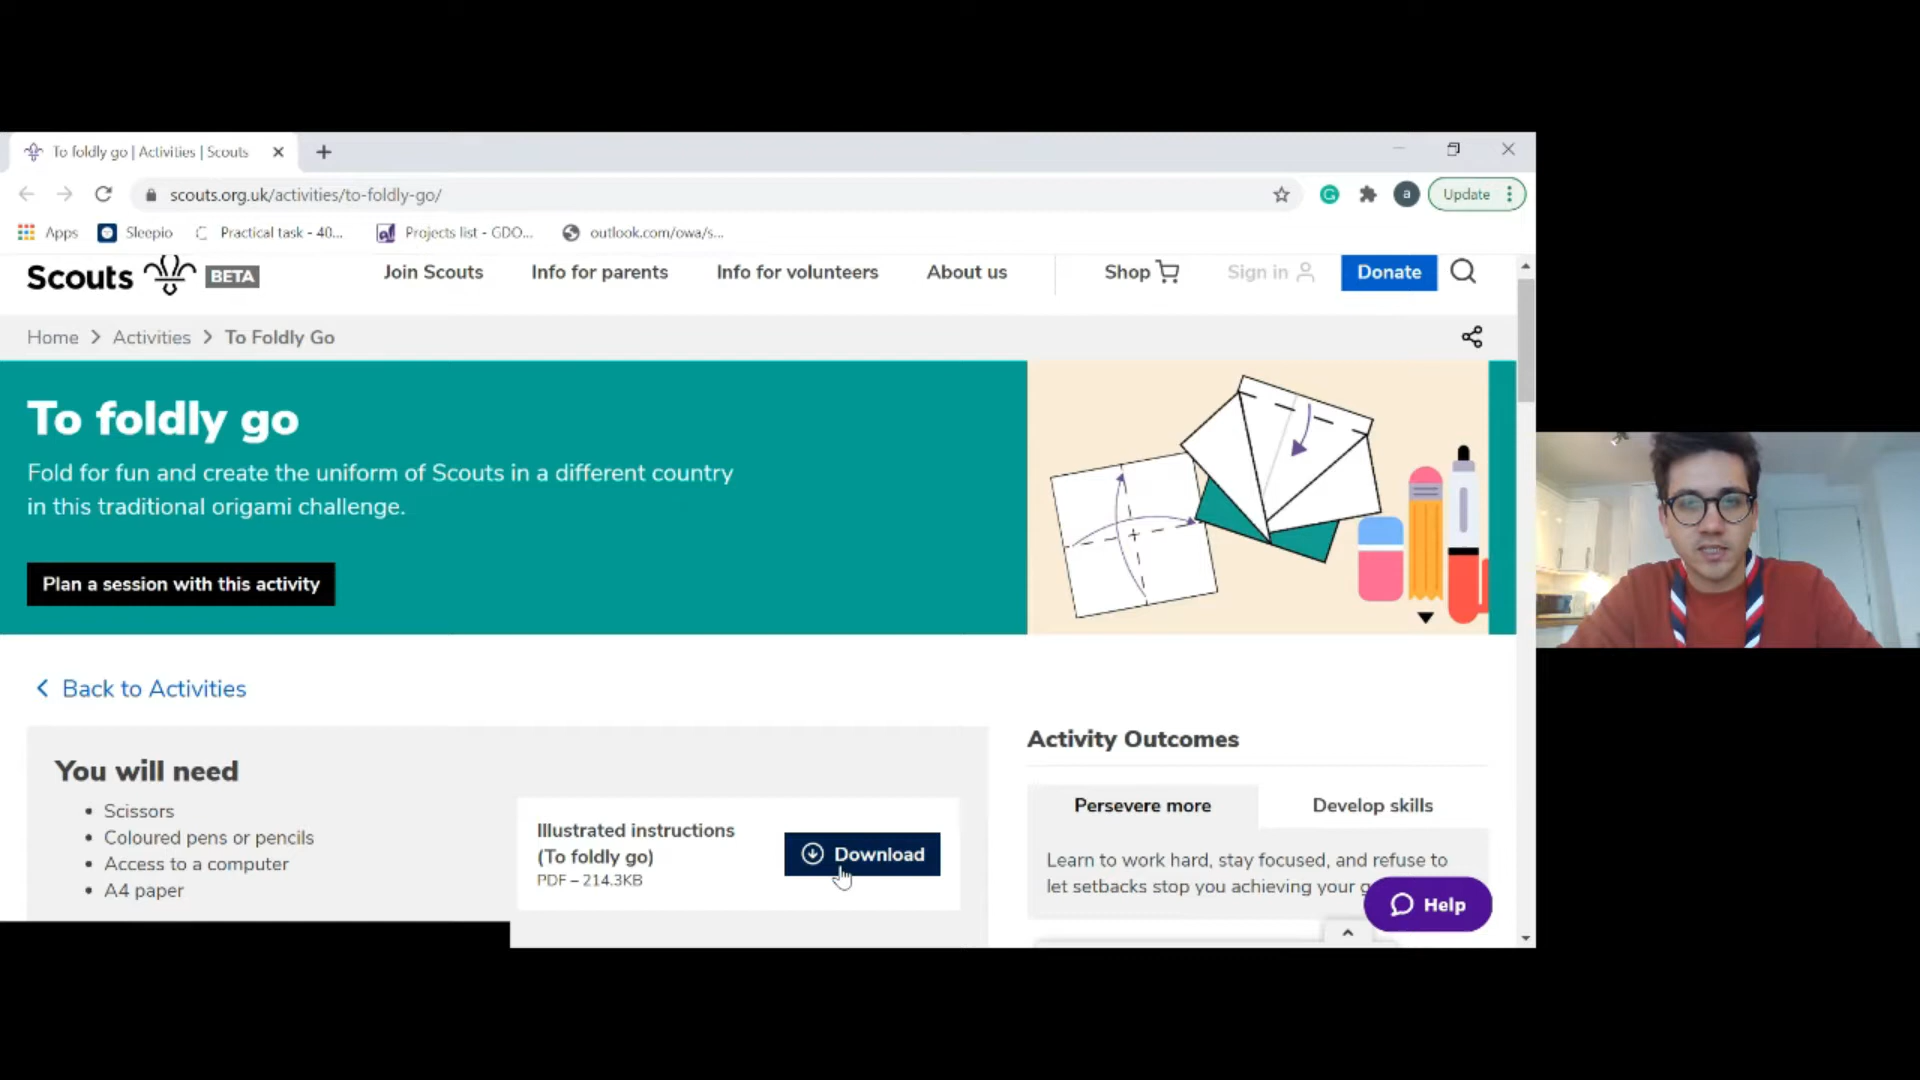 To foldly go | Activities | Scouts
scouts.org.uk/activities/to-foldly-go/
a
Update
Apps
Sleepio
Practical task - 40...
Projects list - GDO...
outlook.com/owa/s...
Scouts BETA
Join Scouts
Info for parents
Info for volunteers
About us
Shop
Sign in
Donate
Home > Activities > To Foldly Go
To foldly go
Fold for fun and create the uniform of Scouts in a different country
in this traditional origami challenge.
Plan a session with this activity
Back to Activities
You will need
• Scissors
• Coloured pens or pencils
• Access to a computer
• A4 paper
Illustrated instructions
(To foldly go)
PDF – 214.3KB
Download
Activity Outcomes
Persevere more
Develop skills
Learn to work hard, stay focused, and refuse to
let setbacks stop you achieving your g
Help